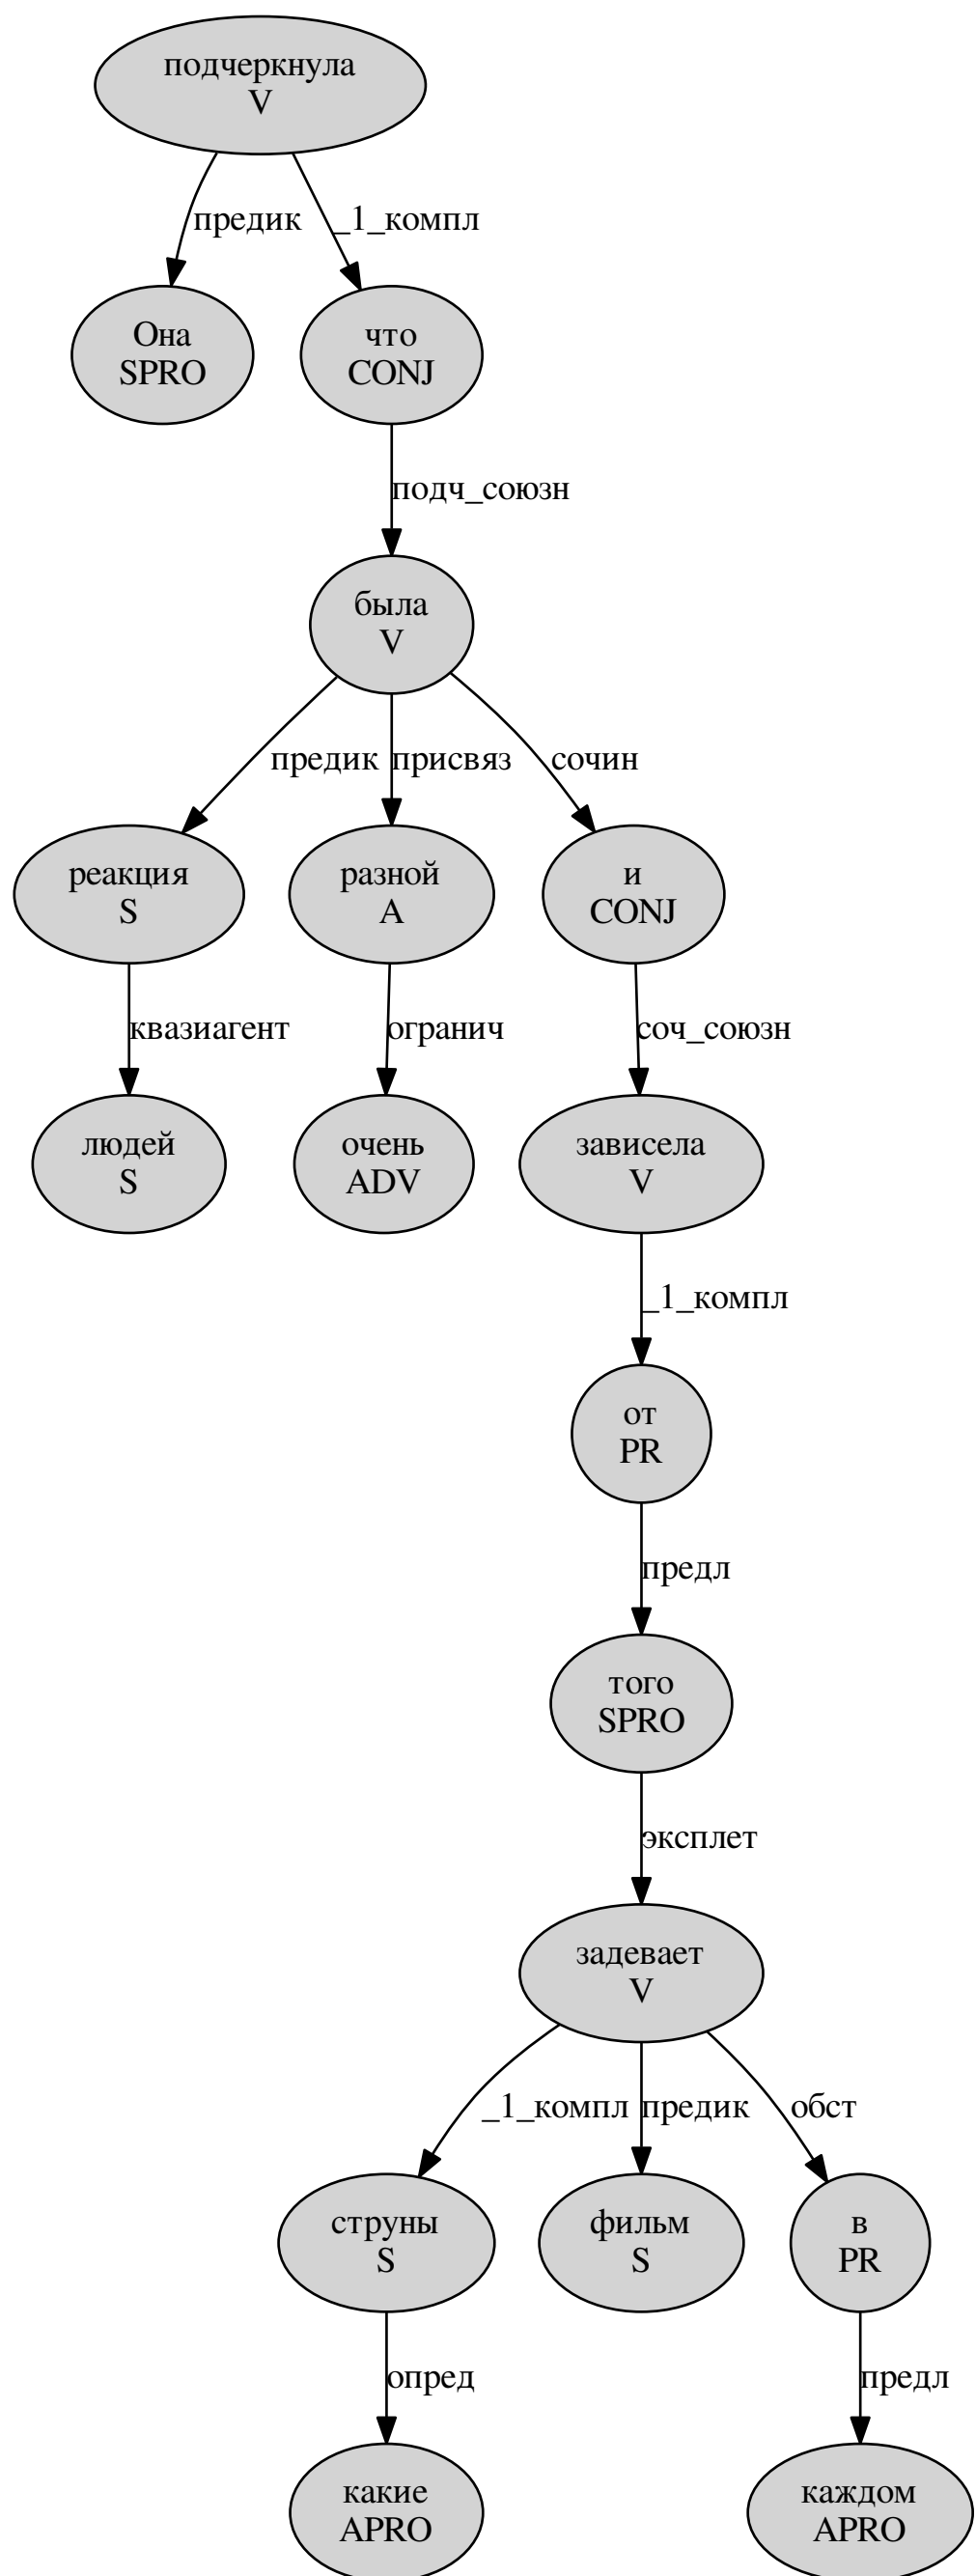 подчеркнула
V
предик
_1_компл
Она
SPRO
что
CONJ
подч_союзн
была
V
предик
присвяз
сочин
реакция
S
разной
A
и
CONJ
квазиагент
огранич
соч_союзн
людей
S
очень
ADV
зависела
V
_1_компл
от
PR
предл
того
SPRO
эксплет
задевает
V
_1_компл
предик
обст
струны
S
фильм
S
в
PR
опред
предл
какие
APRO
каждом
APRO